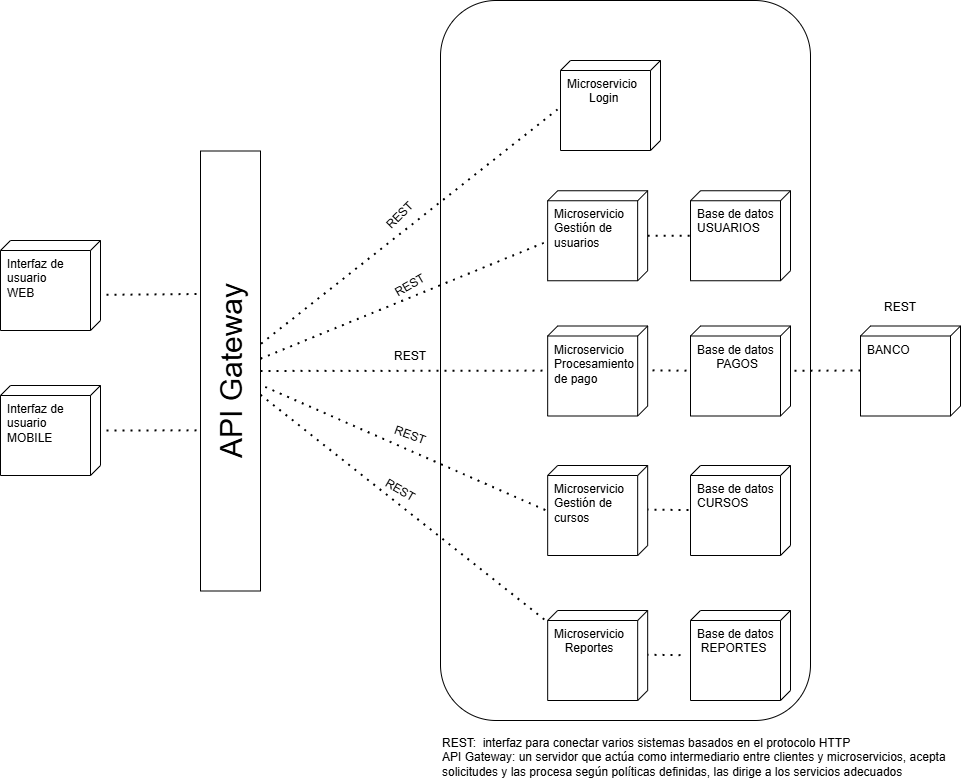 Microservicio
Login
REST
Microservicio
Gestión de
usuarios
Base de datos
USUARIOS
Interfaz de
usuario
WEB
REST
API Gateway
REST
REST
Microservicio
Procesamiento
de pago
Base de datos
PAGOS
BANCO
Interfaz de
usuario
MOBILE
REST
REST
Microservicio
Gestión de
cursos
Base de datos
CURSOS
Microservicio
Reportes
Base de datos
REPORTES
REST: interfaz para conectar varios sistemas basados en el protocolo HTTP
API Gateway: un servidor que actúa como intermediario entre clientes y microservicios, acepta
solicitudes y las procesa según políticas definidas, las dirige a los servicios adecuados